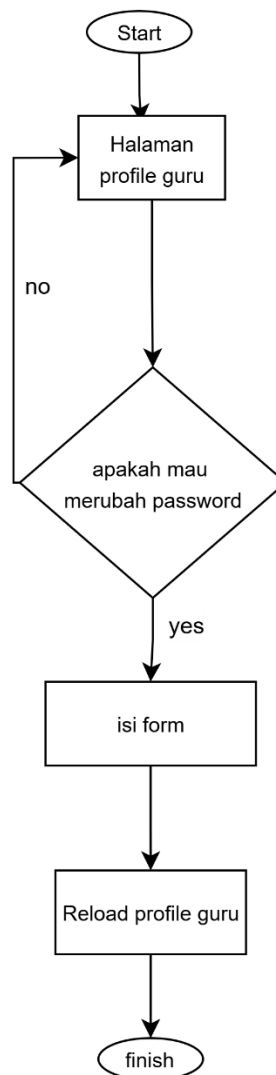 Start
Halaman
profile guru
no
apakah mau
merubah password
yes
isi form
Reload profile guru
finish